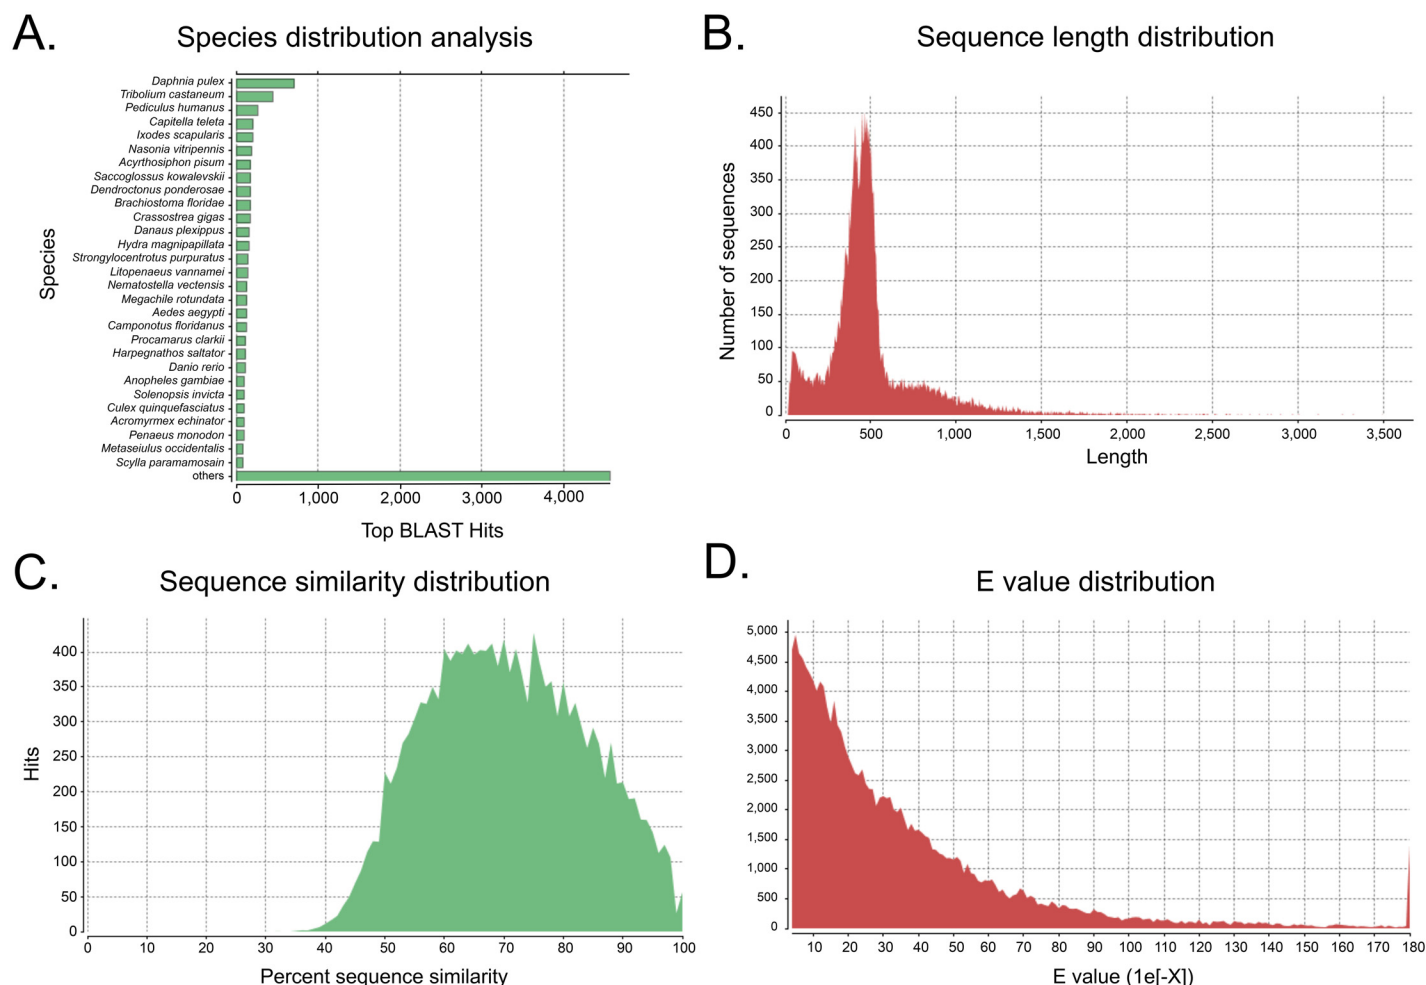 A.
Species distribution analysis
Species
Daphnia pulex
Tribolium castaneum
Pediculus humanus
Capitella teleta
Ixodes scapularis
Nasonia vitripennis
Acyrthosiphon pisum
Saccoglossus kowalevskii
Dendroctonus ponderosae
Brachiostoma floridae
Crassostrea gigas
Danaus plexippus
Hydra magnipapillata
Strongylocentrotus purpuratus
Litopenaeus vannamei
Nematostella vectensis
Megachile rotundata
Aedes aegypti
Camponotus floridanus
Procamarus clarkii
Harpegnathos saltator
Danio rerio
Anopheles gambiae
Solenopsis invicta
Culex quinquefasciatus
Acromyrmex echinator
Penaeus monodon
Metaseiulus occidentalis
Scylla paramamosain
others
0 1,000 2,000 3,000 4,000
Top BLAST Hits
B.
Sequence length distribution
Number of sequences
450
400
350
300
250
200
150
100
50
0
0 500 1,000 1,500 2,000 2,500 3,000 3,500
Length
C.
Sequence similarity distribution
Hits
400
350
300
250
200
150
100
50
0
0 10 20 30 40 50 60 70 80 90 100
Percent sequence similarity
D.
E value distribution
5,000
4,500
4,000
3,500
3,000
2,500
2,000
1,500
1,000
500
0
10 20 30 40 50 60 70 80 90 100 110 120 130 140 150 160 170 180
E value (1e[-X])